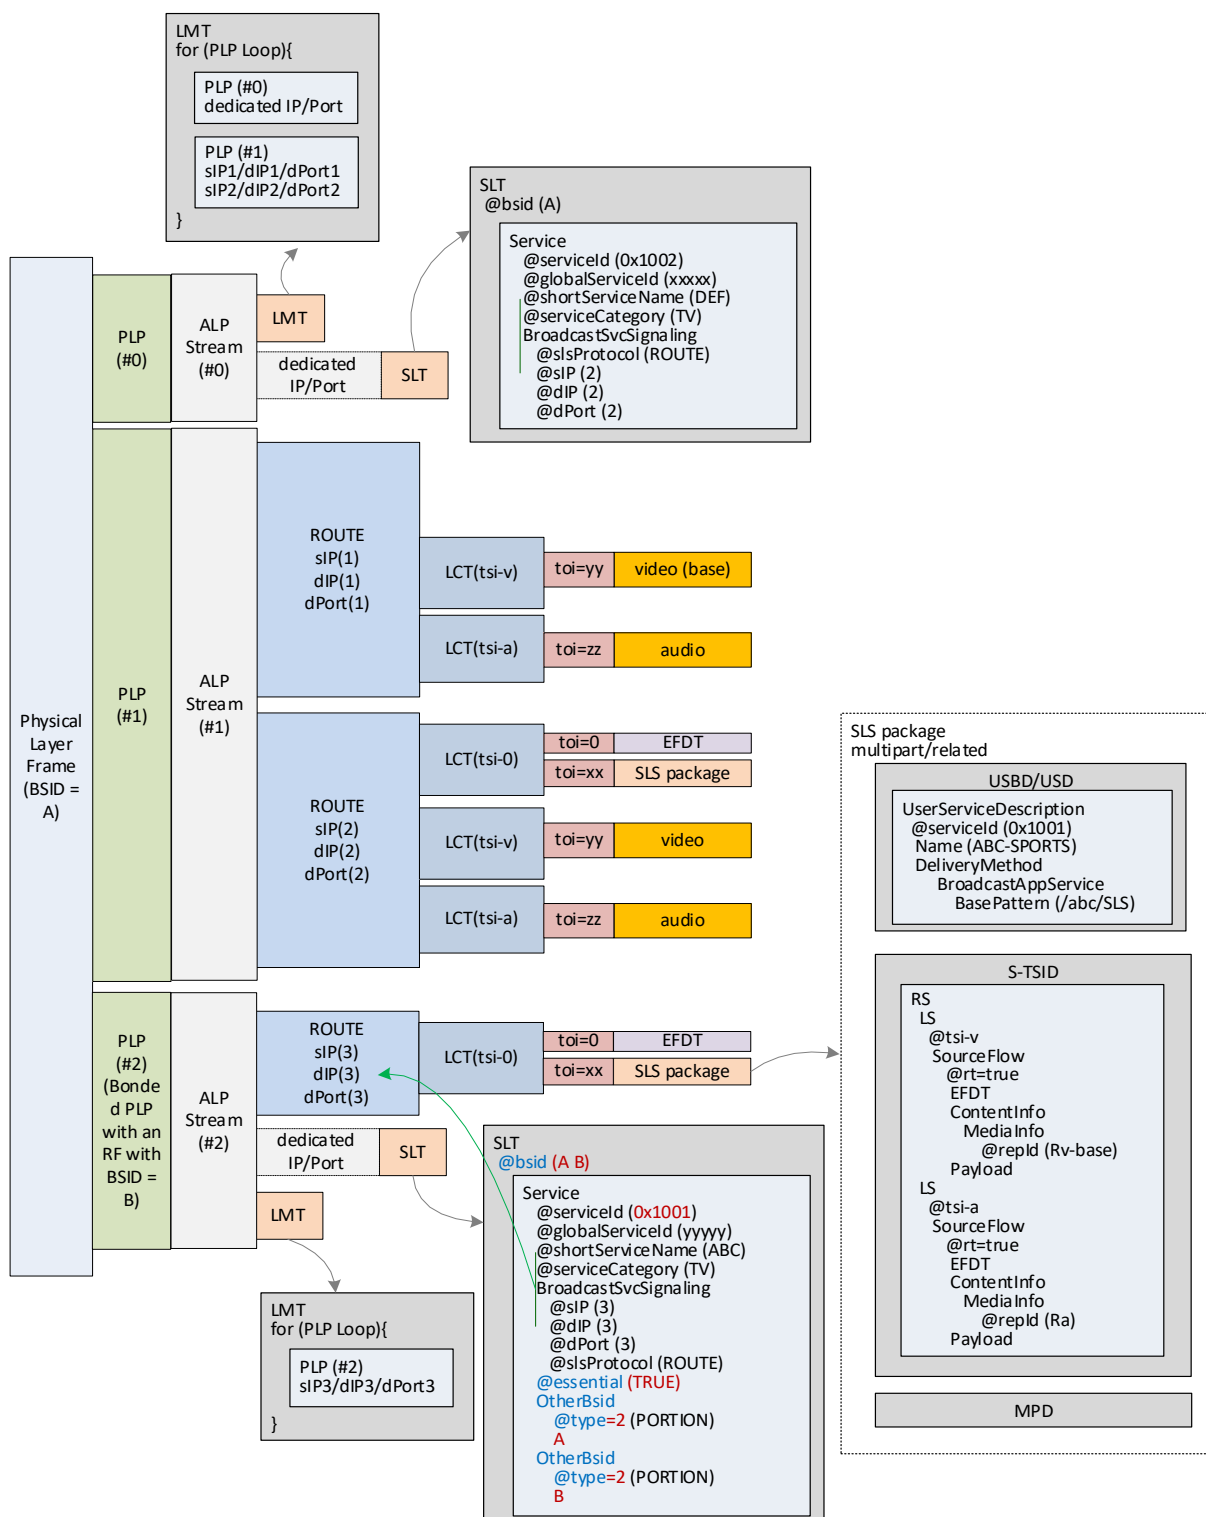 LMT
for (PLP Loop){
PLP (#0)
dedicated IP/Port
PLP (#1)
sIP1/dIP1/dPort1
sIP2/dIP2/dPort2
}
SLT
@bsid (A)
Service
@serviceId (0x1002)
@globalServiceId (xxxxx)
@shortServiceName (DEF)
@serviceCategory (TV)
BroadcastSvcSignaling
@slsProtocol (ROUTE)
@sIP (2)
@dIP (2)
@dPort (2)
Physical
Layer
Frame
(BSID =
A)
PLP
(#0)
ALP
Stream
(#0)
LMT
dedicated
IP/Port
SLT
PLP
(#1)
ALP
Stream
(#1)
ROUTE
sIP(1)
dIP(1)
dPort(1)
LCT(tsi-v)
toi=yy
video (base)
LCT(tsi-a)
toi=zz
audio
ROUTE
sIP(2)
dIP(2)
dPort(2)
LCT(tsi-0)
toi=0
EFDT
toi=xx
SLS package
LCT(tsi-v)
toi=yy
video
LCT(tsi-a)
toi=zz
audio
PLP
(#2)
(Bonde
d PLP
with an
RF with
BSID =
B)
ALP
Stream
(#2)
ROUTE
sIP(3)
dIP(3)
dPort(3)
LCT(tsi-0)
toi=0
EFDT
toi=xx
SLS package
dedicated
IP/Port
SLT
LMT
LMT
for (PLP Loop){
PLP (#2)
sIP3/dIP3/dPort3
}
SLT
@bsid (A B)
Service
@serviceId (0x1001)
@globalServiceId (yyyyy)
@shortServiceName (ABC)
@serviceCategory (TV)
BroadcastSvcSignaling
@sIP (3)
@dIP (3)
@dPort (3)
@slsProtocol (ROUTE)
@essential (TRUE)
OtherBsid
@type=2 (PORTION)
A
OtherBsid
@type=2 (PORTION)
B
SLS package
multipart/related
USBD/USD
UserServiceDescription
@serviceId (0x1001)
Name (ABC-SPORTS)
DeliveryMethod
BroadcastAppService
BasePattern (/abc/SLS)
S-TSID
RS
LS
@tsi-v
SourceFlow
@rt=true
EFDT
ContentInfo
MediaInfo
@repId (Rv-base)
Payload
LS
@tsi-a
SourceFlow
@rt=true
EFDT
ContentInfo
MediaInfo
@repId (Ra)
Payload
MPD